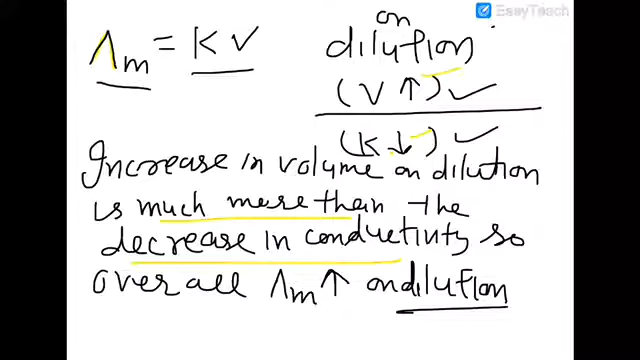 EasyTeach
on
Λm = K V dilution
(V ↑) ✓
(K ↓) ✓
Increase in volume on dilution
is much more than the
decrease in conductivity so
overall Λm ↑ on dilution